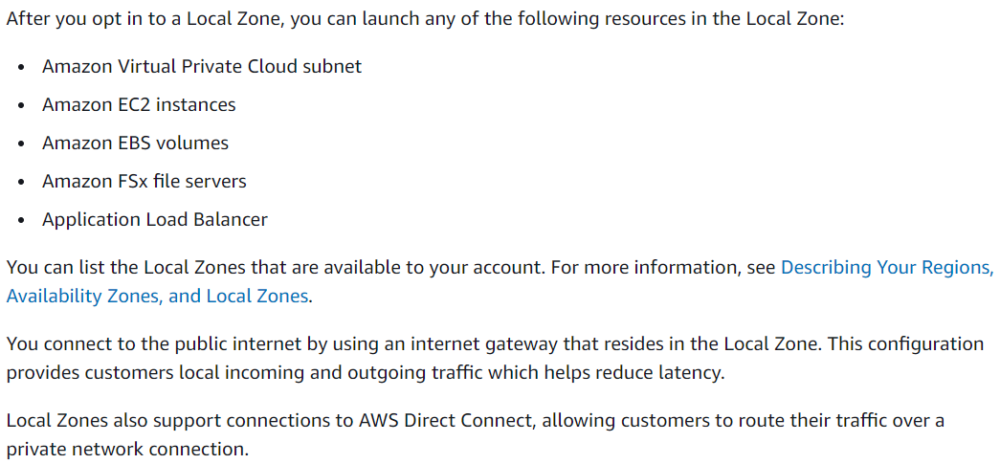 After you opt in to a Local Zone, you can launch any of the following resources in the Local Zone:
• Amazon Virtual Private Cloud subnet
• Amazon EC2 instances
• Amazon EBS volumes
• Amazon FSx file servers
• Application Load Balancer
You can list the Local Zones that are available to your account. For more information, see Describing Your Regions,
Availability Zones, and Local Zones.
You connect to the public internet by using an internet gateway that resides in the Local Zone. This configuration
provides customers local incoming and outgoing traffic which helps reduce latency.
Local Zones also support connections to AWS Direct Connect, allowing customers to route their traffic over a
private network connection.